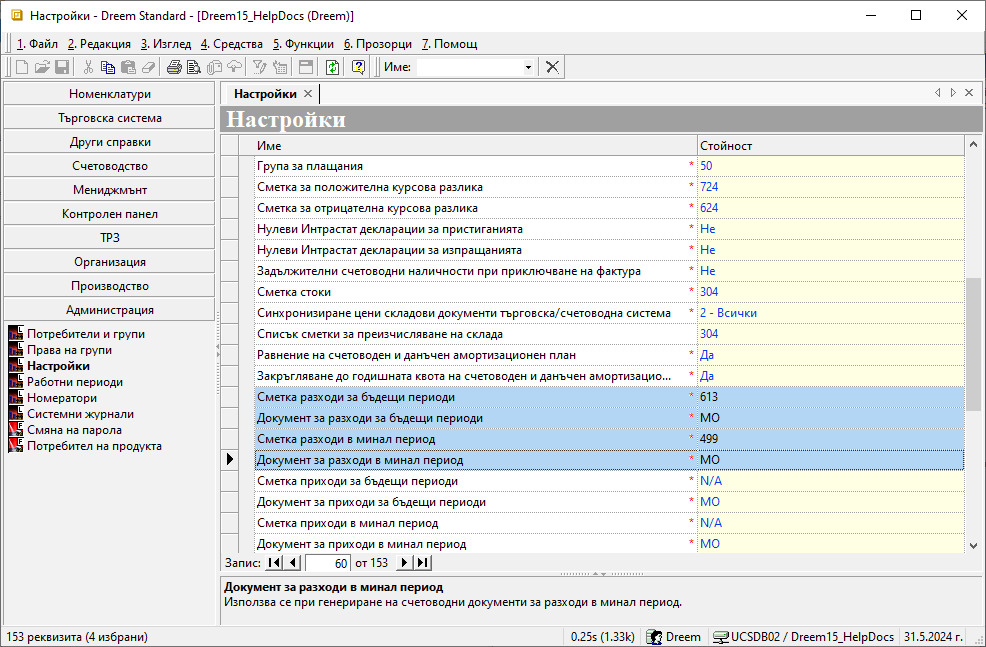 Настройки - Dreem Standard - [Dreem15_HelpDocs (Dreem)]
1. Файл 2. Редакция 3. Изглед 4. Средства 5. Функции 6. Прозорци 7. Помощ
Име:
Номенклатури
Търговска система
Други справки
Счетоводство
Мениджмънт
Контролен панел
ТРЗ
Организация
Производство
Администрация
Потребители и групи
Права на групи
Настройки
Работни периоди
Номератори
Системни журнали
Смяна на парола
Потребител на продукта
Настройки
Настройки
Име Стойност
Група за плащания * 50
Сметка за положителна курсова разлика * 724
Сметка за отрицателна курсова разлика * 624
Нулеви Интрастат декларации за пристигания * Не
Нулеви Интрастат декларации за изпращанията * Не
Задължителни счетоводни наличности при приключване на фактура * Не
Сметка стоки * 304
Синхронизиране цени складови документи търговска/счетоводна система * 2 - Всички
Списък сметки за преизчисляване на склада 304
Равнение на счетоводен и данъчен амортизационен план * Да
Закръгляване до годишната квота на счетоводен и данъчен амортизацио... * Да
Сметка разходи за бъдещи периоди * 613
Документ за разходи за бъдещи периоди * МО
Сметка разходи в минал период * 499
Документ за разходи в минал период * МО
Сметка приходи за бъдещи периоди * N/A
Документ за приходи за бъдещи периоди * МО
Сметка приходи в минал период * N/A
Документ за приходи в минал период * МО
Запис: 60 от 153
Документ за разходи в минал период
Използва се при генериране на счетоводни документи за разходи в минал период.
153 реквизита (4 избрани) 0.25s (1.33k) Dreem UCSDB02 / Dreem15_HelpDocs 31.5.2024 г.